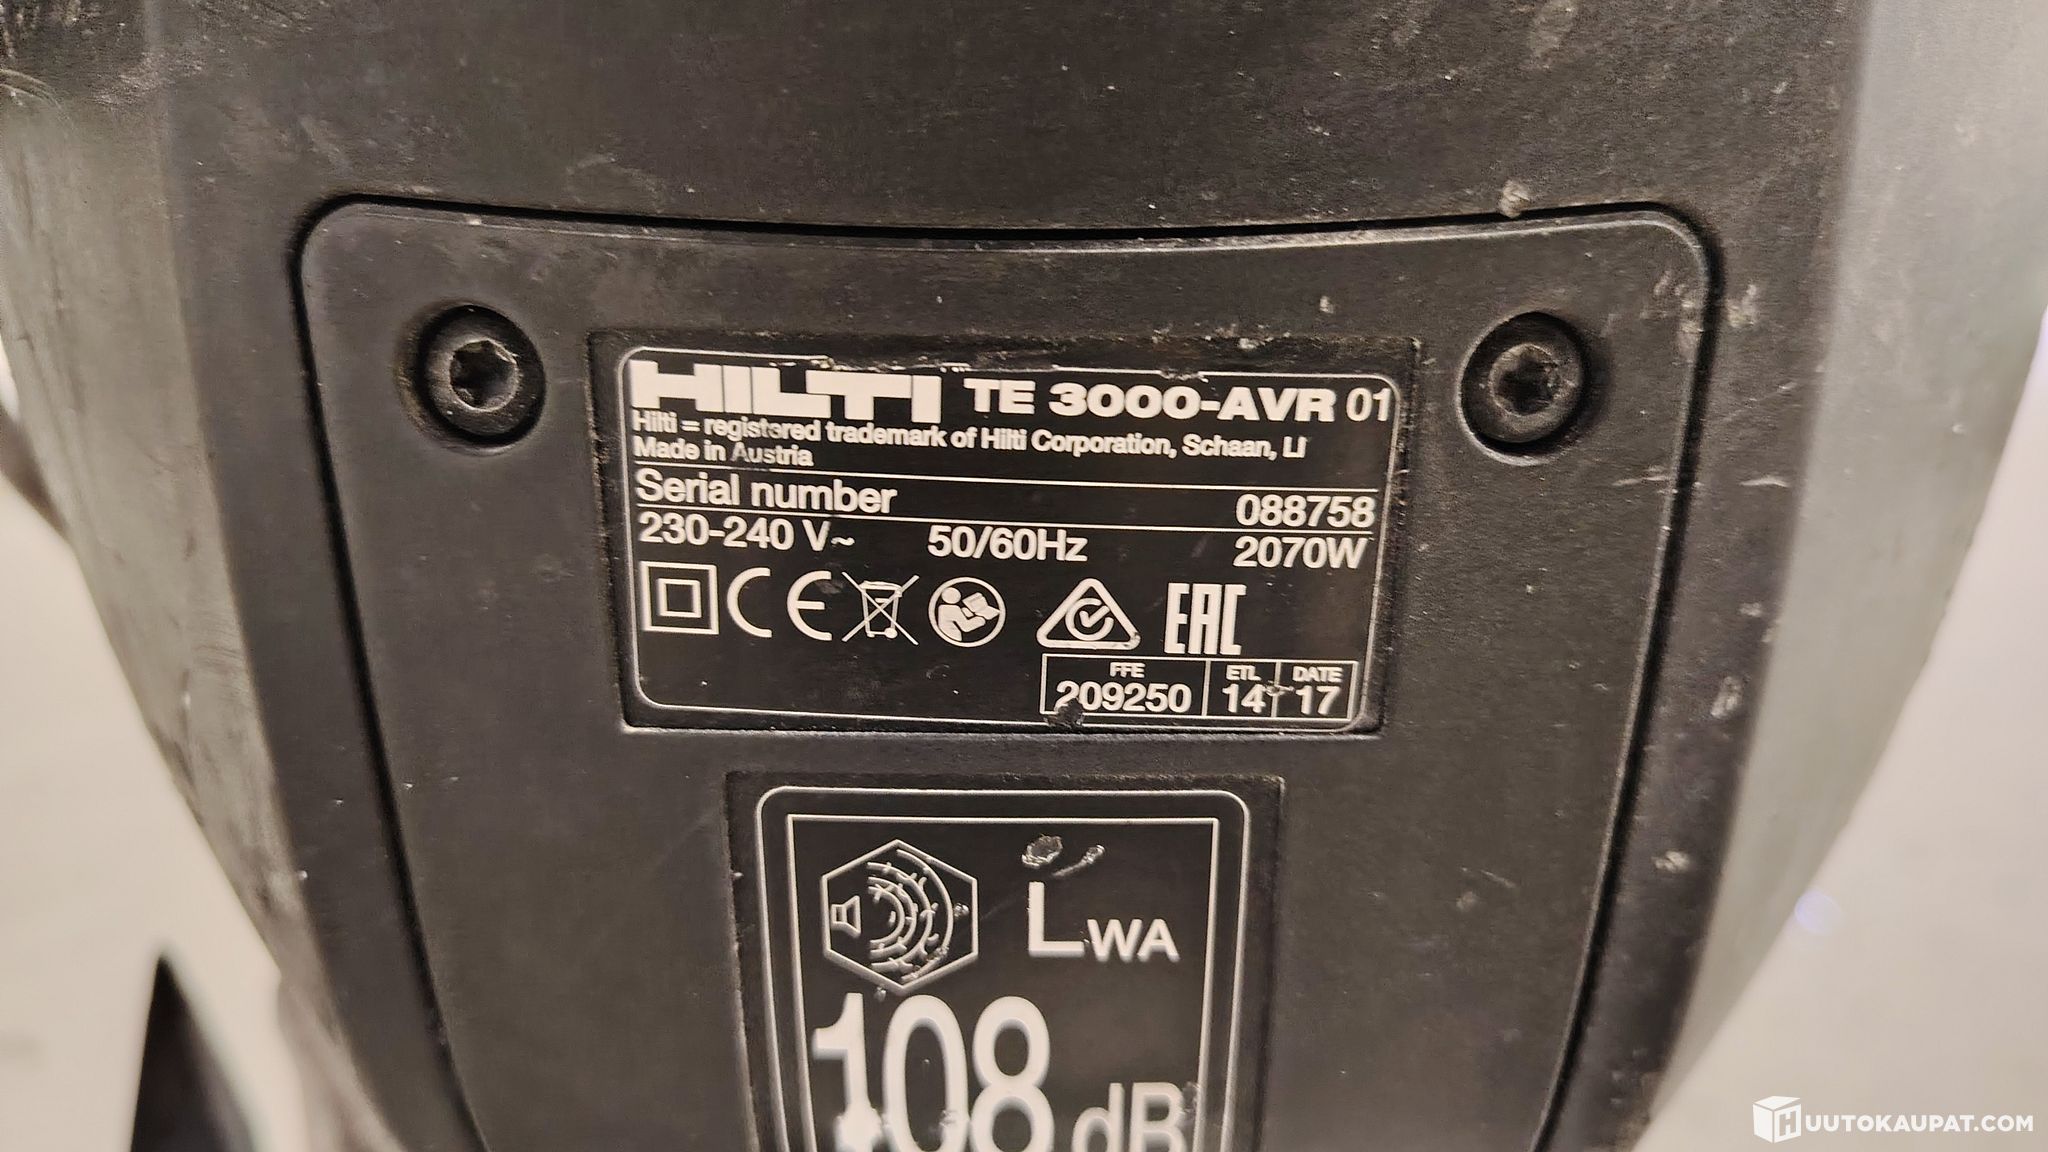 HILTI TE 3000-AVR 01
Hilti = registered trademark of Hilti Corporation, Schaan, LI
Made in Austria
Serial number 088758
230-240 V~ 50/60Hz 2070W
CE EAC
FFE ETL DATE
209250 14 17
LWA
108 dB
HUUTOKAUPAT.COM